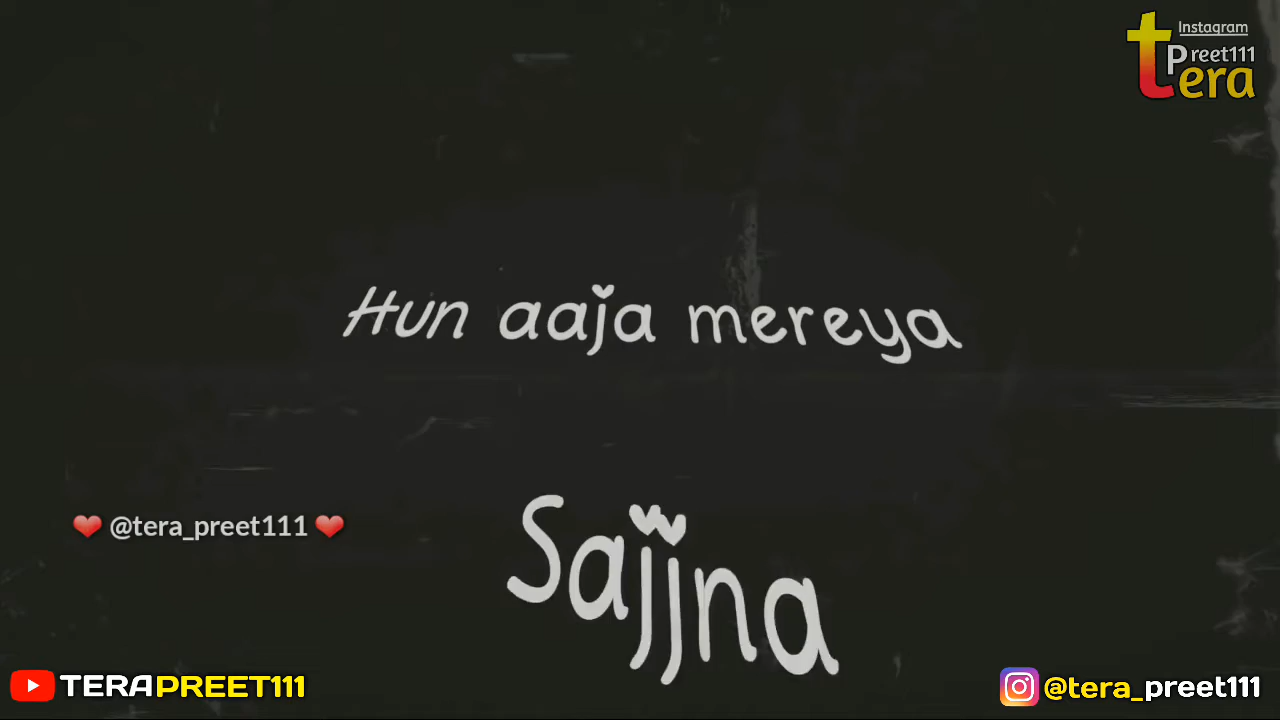 Instagram
Preet111
tera
Hun aaja mereya
Sajjna
❤ @tera_preet111 ❤
TERAPREET111
@tera_preet111